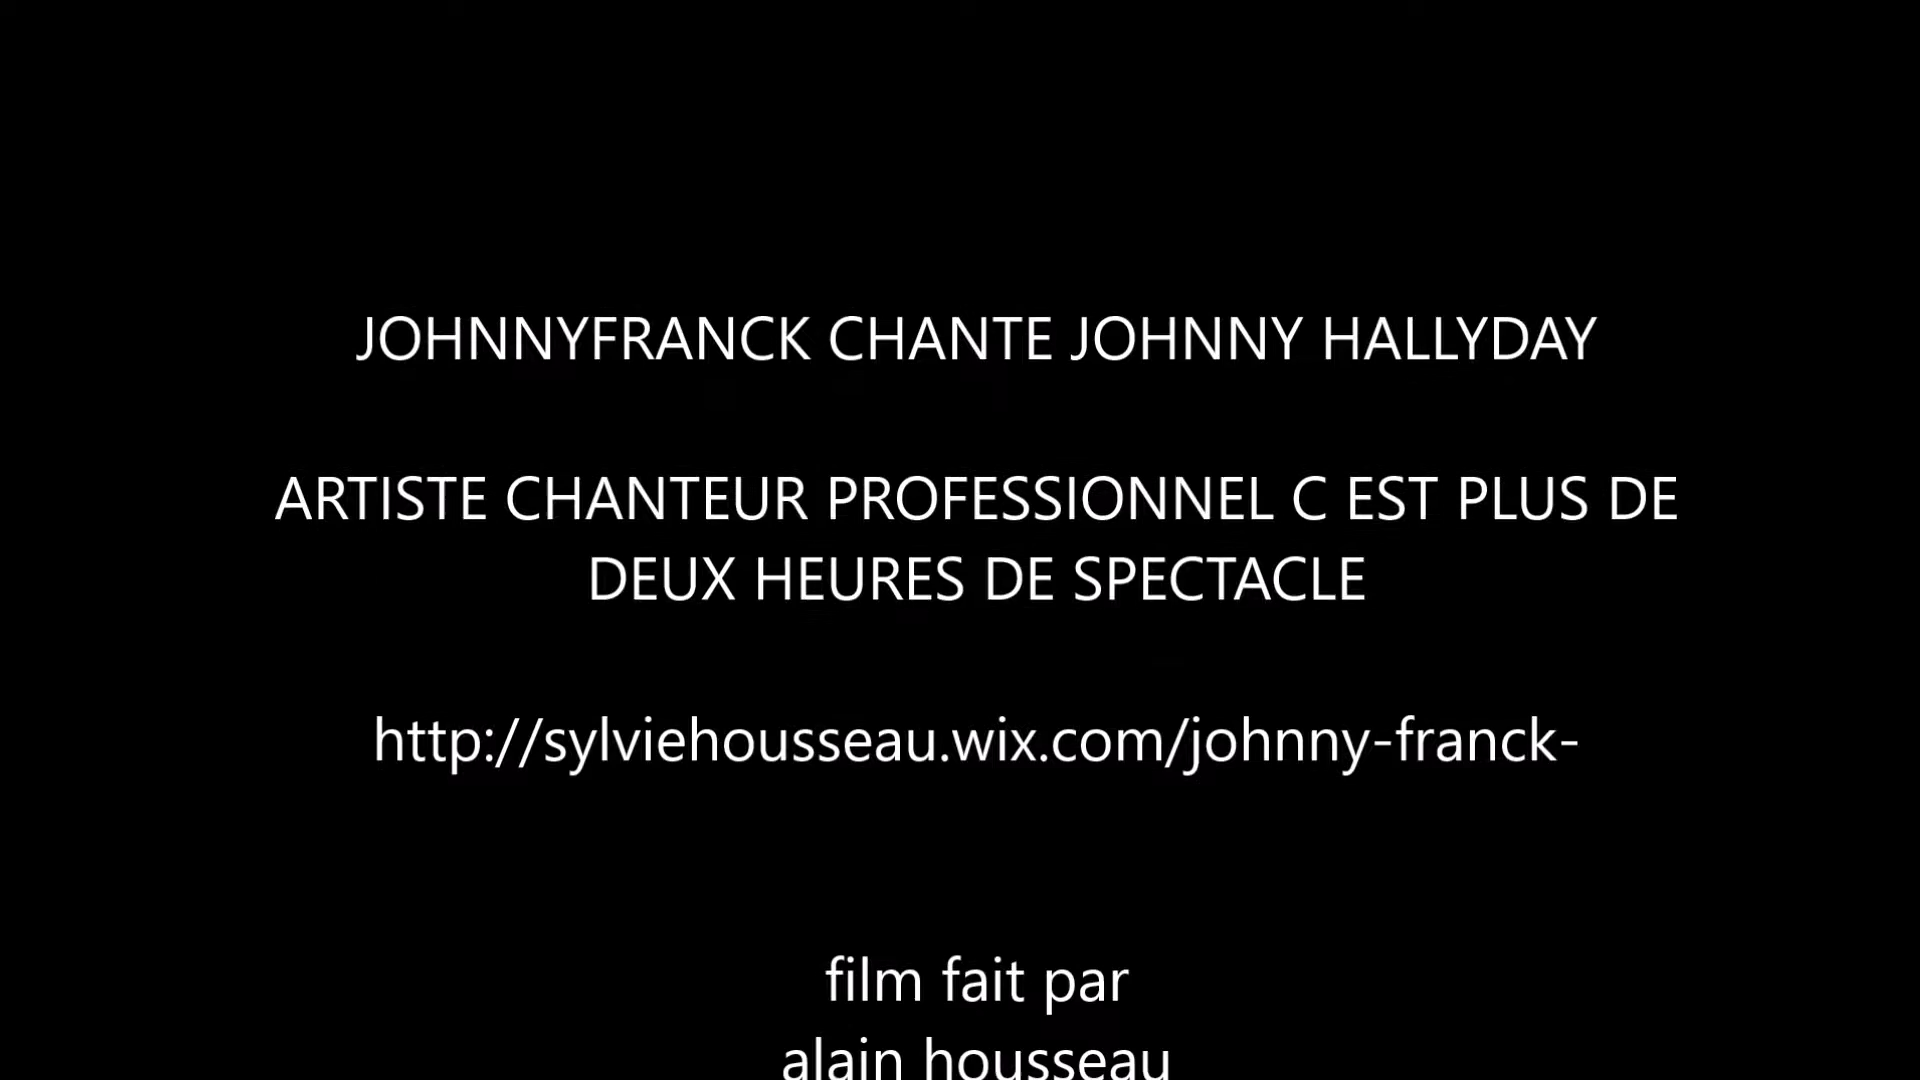 JOHNNYFRANCK CHANTE JOHNNY HALLYDAY
ARTISTE CHANTEUR PROFESSIONNEL C EST PLUS DE
DEUX HEURES DE SPECTACLE
http://sylviehousseau.wix.com/johnny-franck-
film fait par
alain housseau